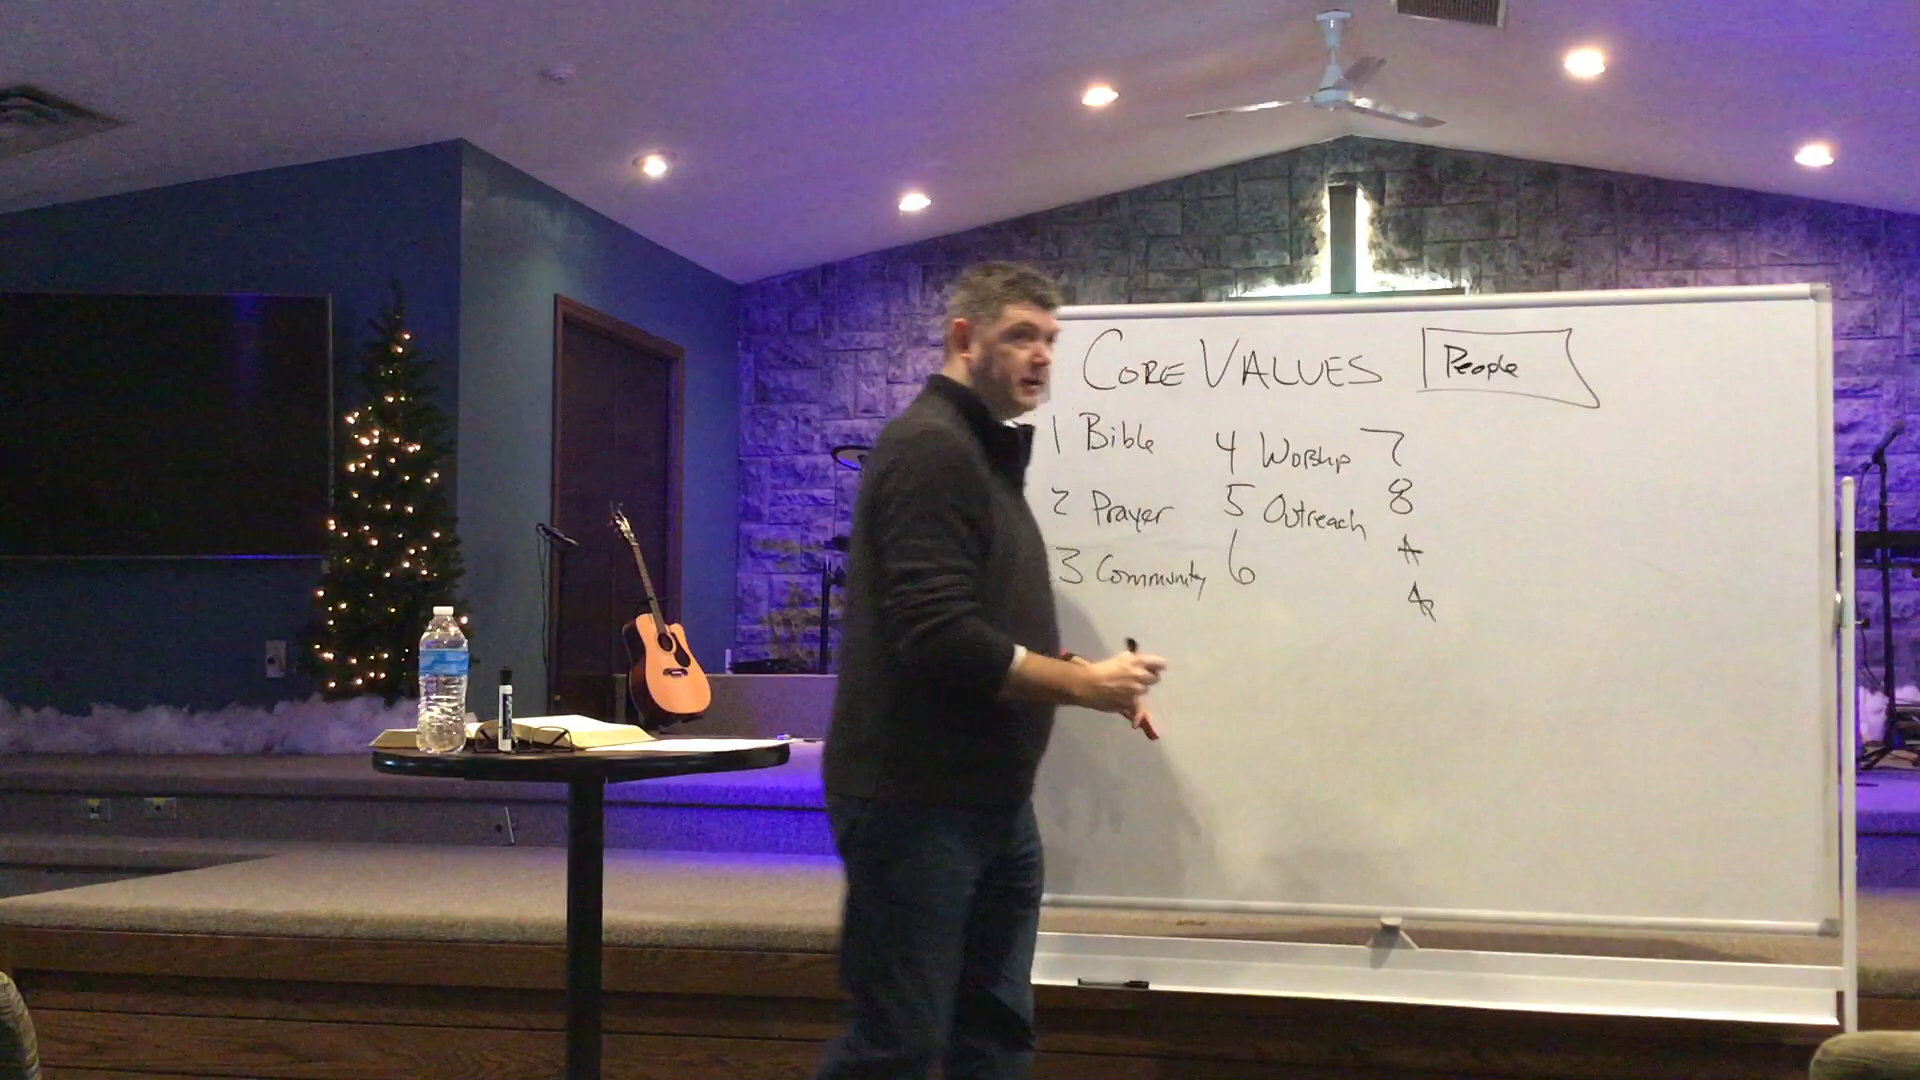 CORE VALUES People
1 Bible 4 Worship 7
2 Prayer 5 Outreach 8
3 Community 6